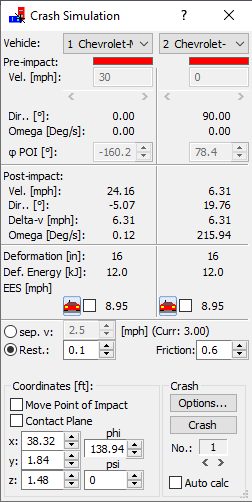 Crash Simulation
Vehicle: 1 Chevrolet-M 2 Chevrolet-
Pre-impact:
Vel. [mph]: 30 0
Dir.. [°]: 0.00 90.00
Omega [Deg/s]: 0.00 0.00
φ POI [°]: -160.2 78.4
Post-impact:
Vel. [mph]: 24.16 6.31
Dir.. [°]: -5.07 19.76
Delta-v [mph]: 6.31 6.31
Omega [Deg/s]: 0.12 215.94
Deformation [in]: 16 16
Def. Energy [kJ]: 12.0 12.0
EES [mph]
8.95 8.95
sep. v: 2.5 [mph] (Curr: 3.00)
Rest.: 0.1 Friction: 0.6
Coordinates [ft]:
Move Point of Impact
Contact Plane
phi
x: 38.32 138.94
y: 1.84 psi
z: 1.48 0
Crash
Options...
Crash
No.: 1
< >
Auto calc